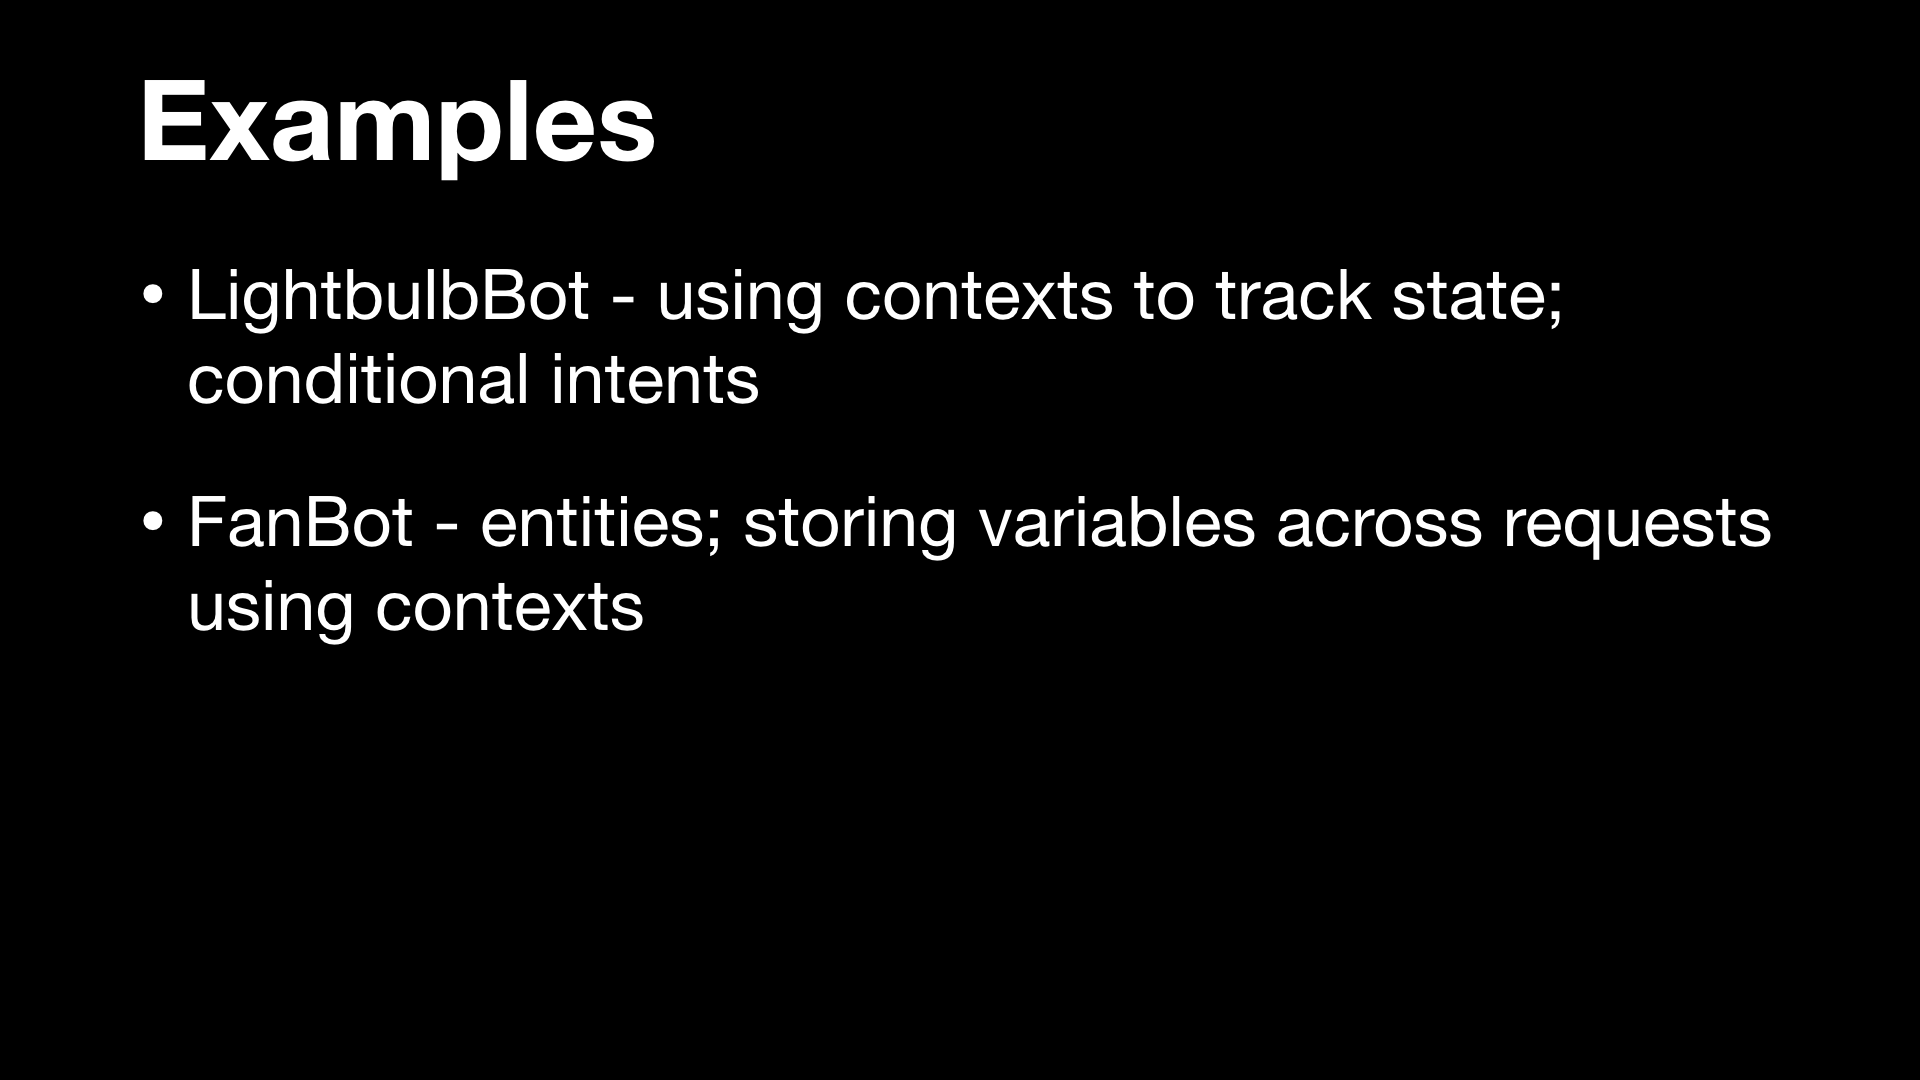 Examples
• LightbulbBot - using contexts to track state;
conditional intents
• FanBot - entities; storing variables across requests
using contexts